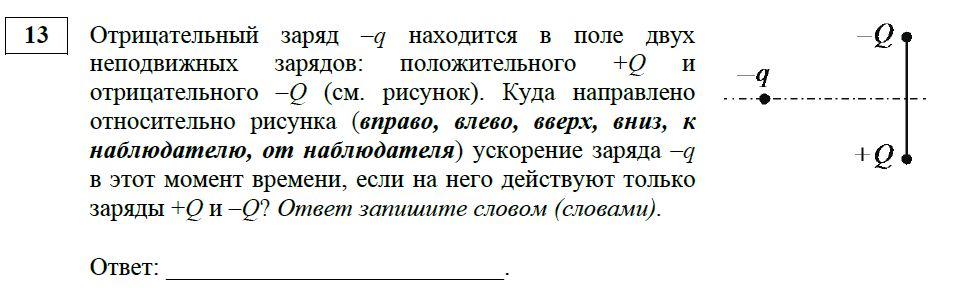 13
Отрицательный заряд –q находится в поле двух
неподвижных зарядов: положительного +Q и
отрицательного –Q (см. рисунок). Куда направлено
относительно рисунка (вправо, влево, вверх, вниз, к
наблюдателю, от наблюдателя) ускорение заряда –q
в этот момент времени, если на него действуют только
заряды +Q и –Q? Ответ запишите словом (словами).
Ответ: ___________________________.
–Q
–q
+Q